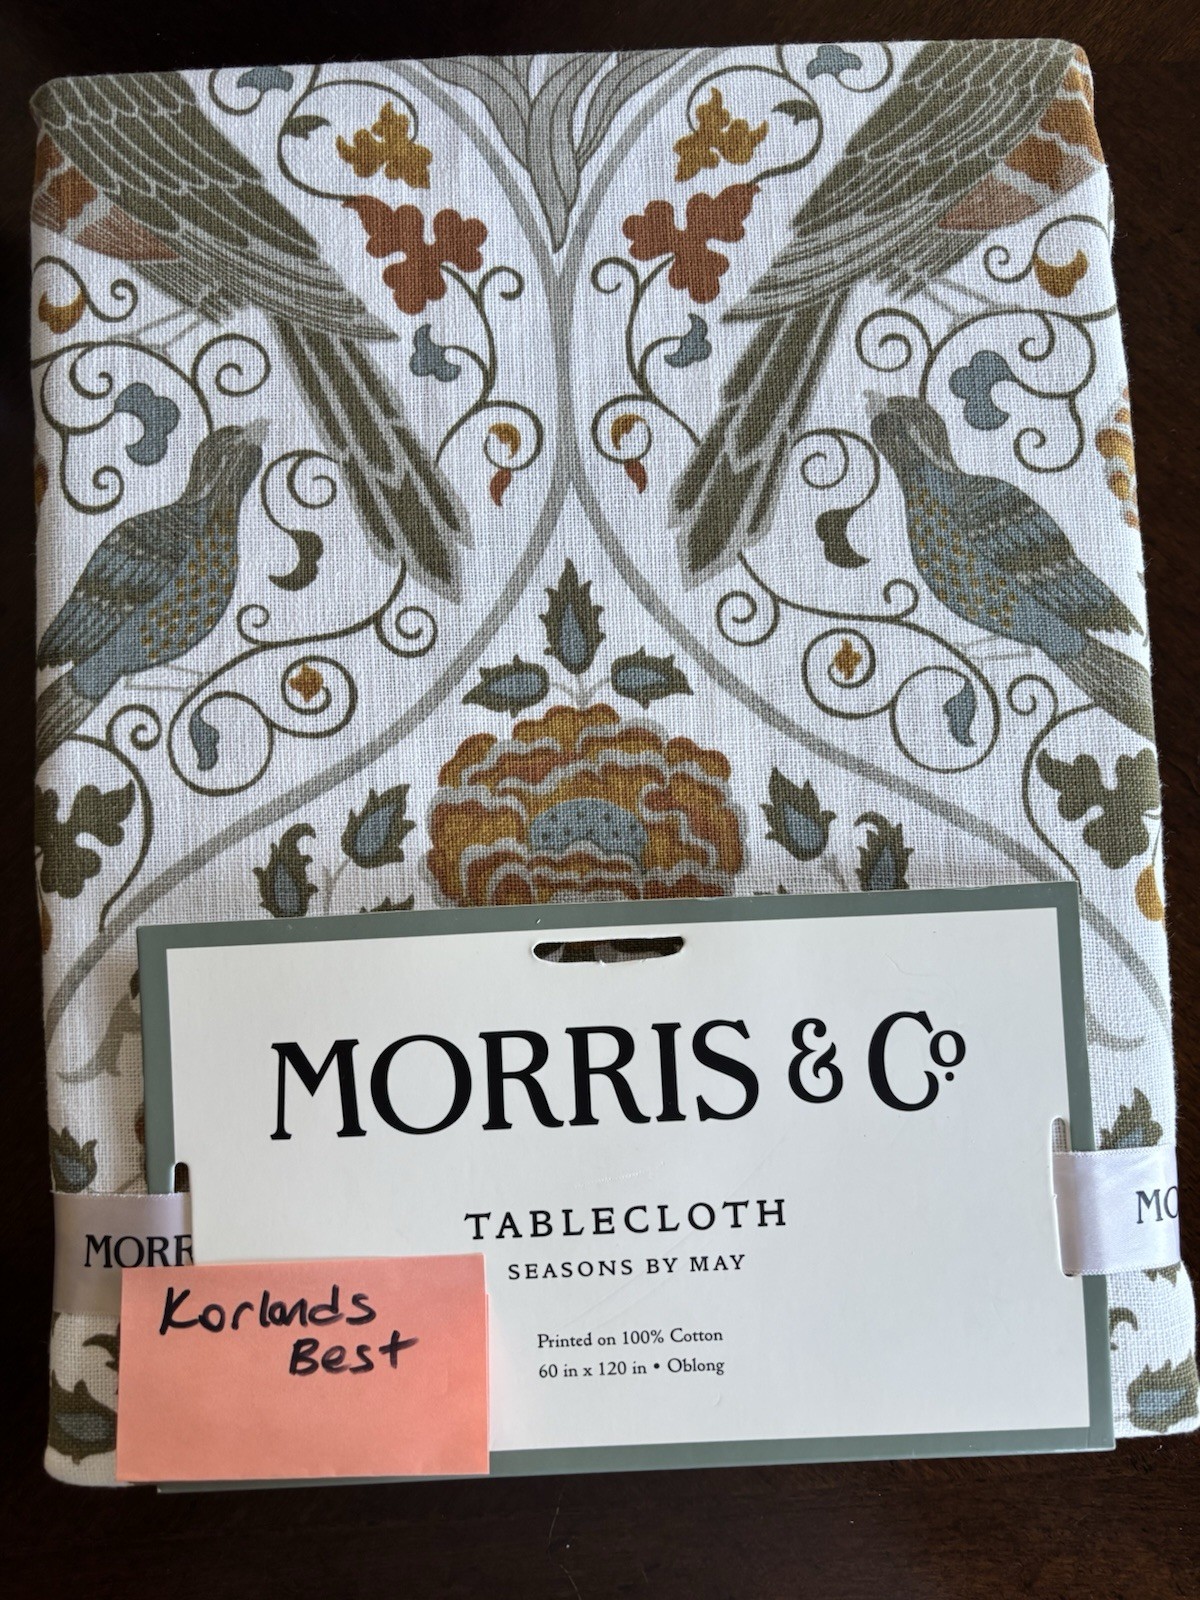 MORRIS & Co.
TABLECLOTH
SEASONS BY MAY
Printed on 100% Cotton
60 in x 120 in • Oblong
MORR
MO
Korlands
Best